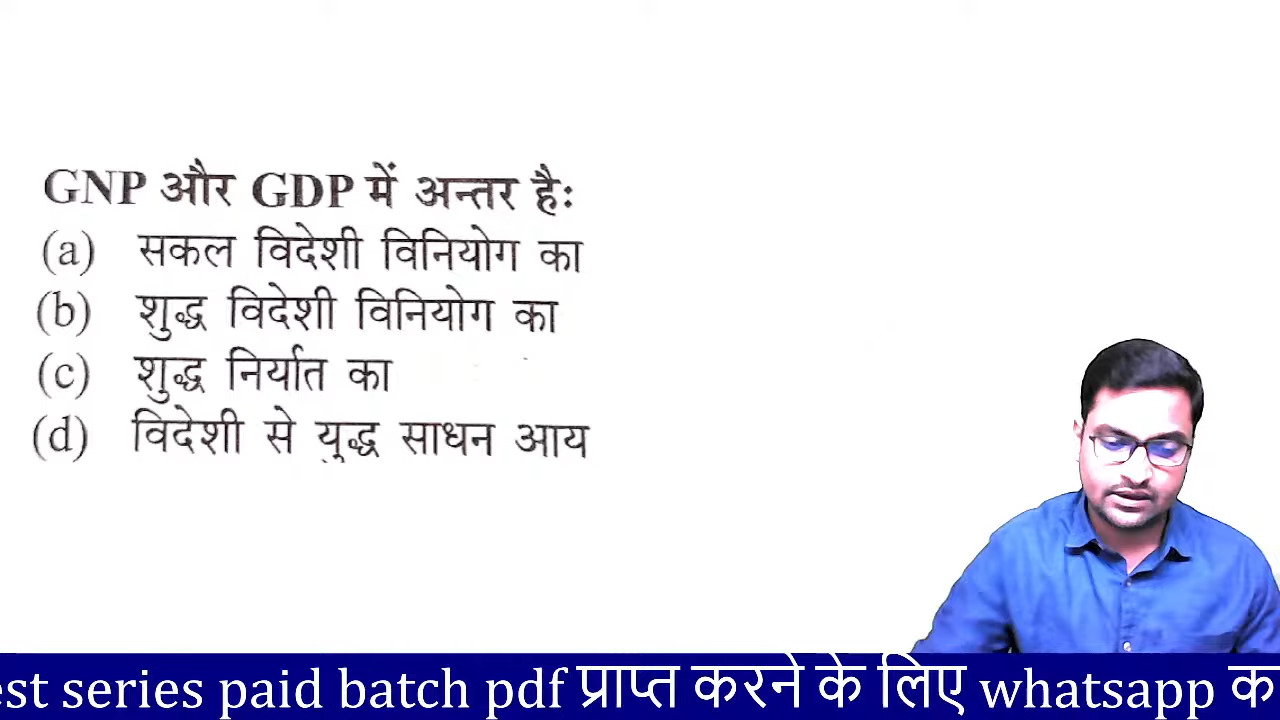 GNP और GDP में अन्तर है:
(a) सकल विदेशी विनियोग का
(b) शुद्ध विदेशी विनियोग का
(c) शुद्ध निर्यात का
(d) विदेशी से युद्ध साधन आय
est series paid batch pdf प्राप्त करने के लिए whatsapp क